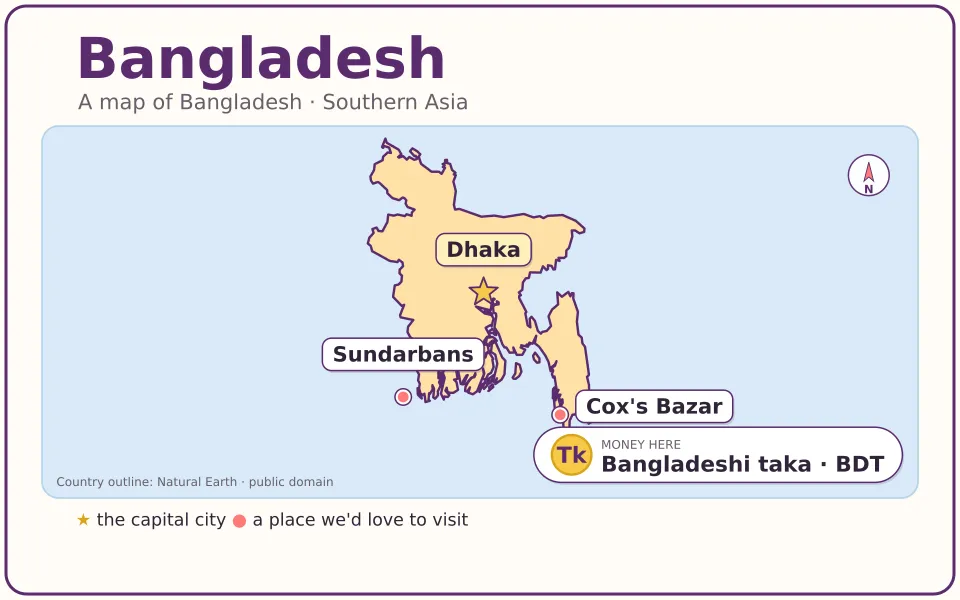 Bangladesh
A map of Bangladesh · Southern Asia
N
Dhaka
Sundarbans
Cox's Bazar
MONEY HERE
Tk
Bangladeshi taka · BDT
Country outline: Natural Earth · public domain
★ the capital city ● a place we'd love to visit